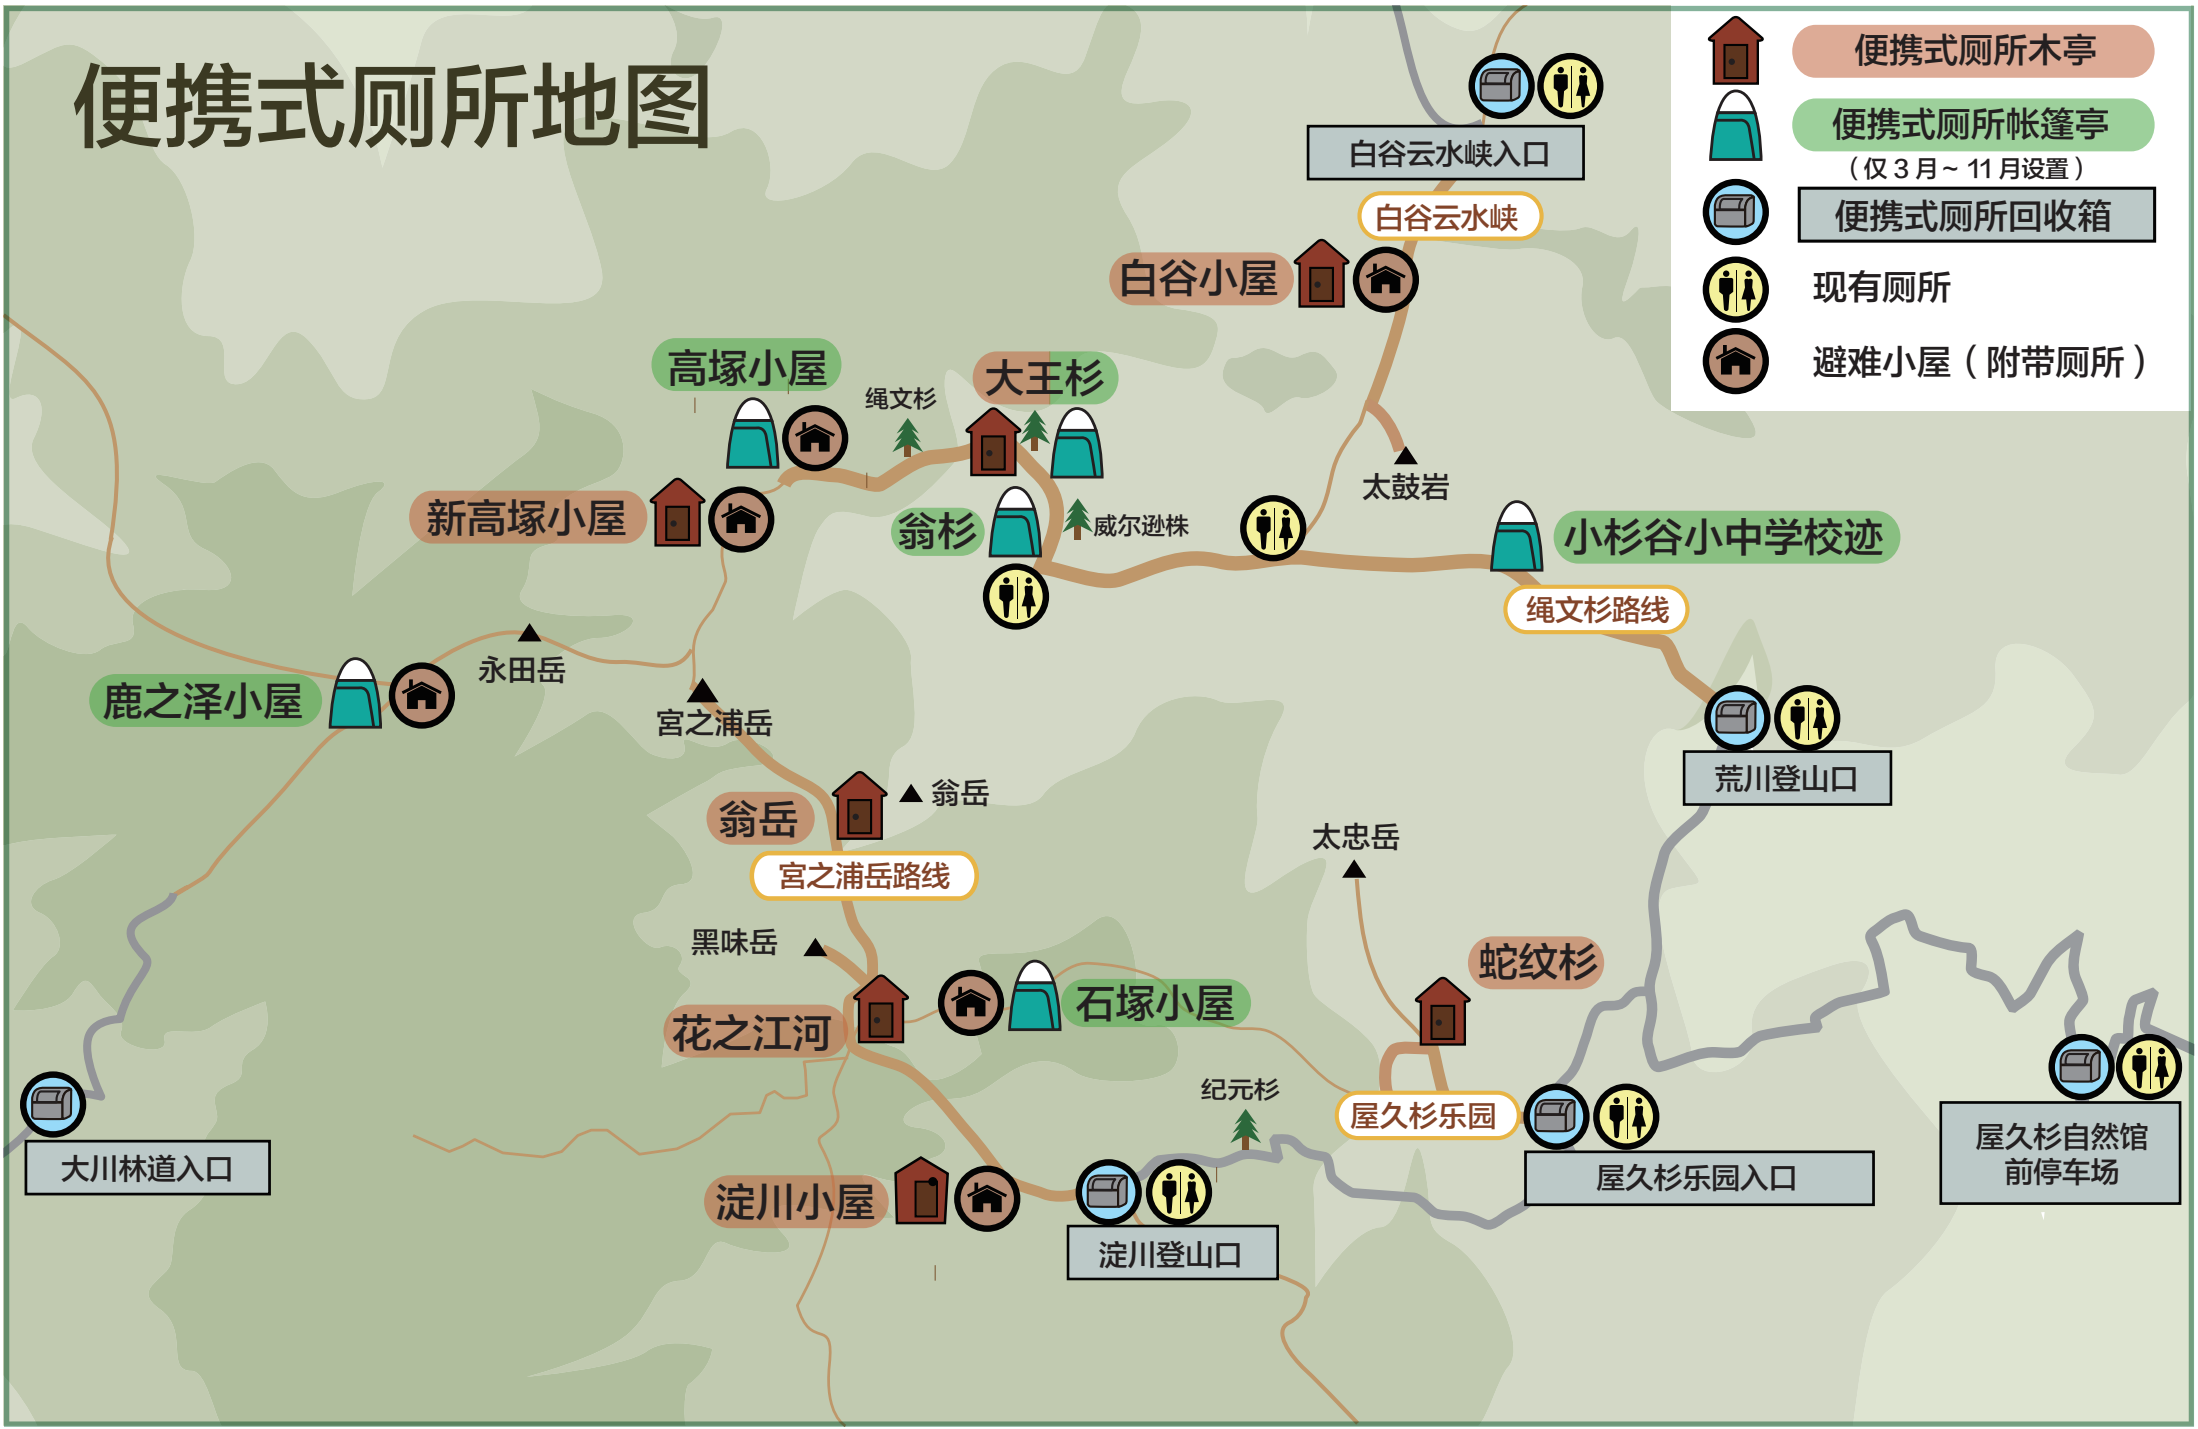 便携式厕所地图
便携式厕所木亭
便携式厕所帐篷亭
（仅3月~11月设置）
便携式厕所回收箱
现有厕所
避难小屋（附带厕所）
白谷云水峡入口
白谷云水峡
白谷小屋
高塚小屋
绳文杉
大王杉
太鼓岩
新高塚小屋
翁杉
威尔逊株
小杉谷小中学校迹
绳文杉路线
永田岳
鹿之泽小屋
宮之浦岳
荒川登山口
翁岳
翁岳
宮之浦岳路线
太忠岳
黑味岳
蛇纹杉
石塚小屋
花之江河
纪元杉
屋久杉乐园
大川林道入口
屋久杉乐园入口
屋久杉自然馆
前停车场
淀川小屋
淀川登山口